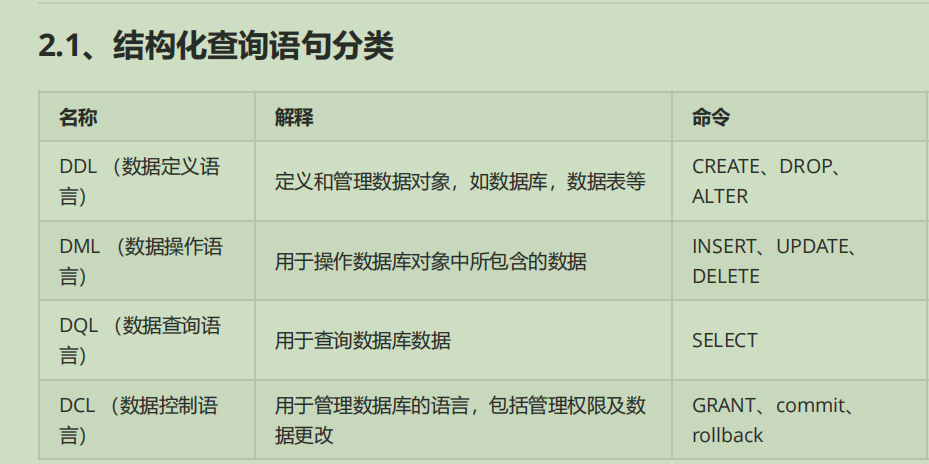 2.1、结构化查询语句分类
名称
解释
命令
DDL （数据定义语
言）
定义和管理数据对象，如数据库，数据表等
CREATE、DROP、
ALTER
DML （数据操作语
言）
用于操作数据库对象中所包含的数据
INSERT、UPDATE、
DELETE
DQL （数据查询语
言）
用于查询数据库数据
SELECT
DCL （数据控制语
言）
用于管理数据库的语言，包括管理权限及数
据更改
GRANT、commit、
rollback